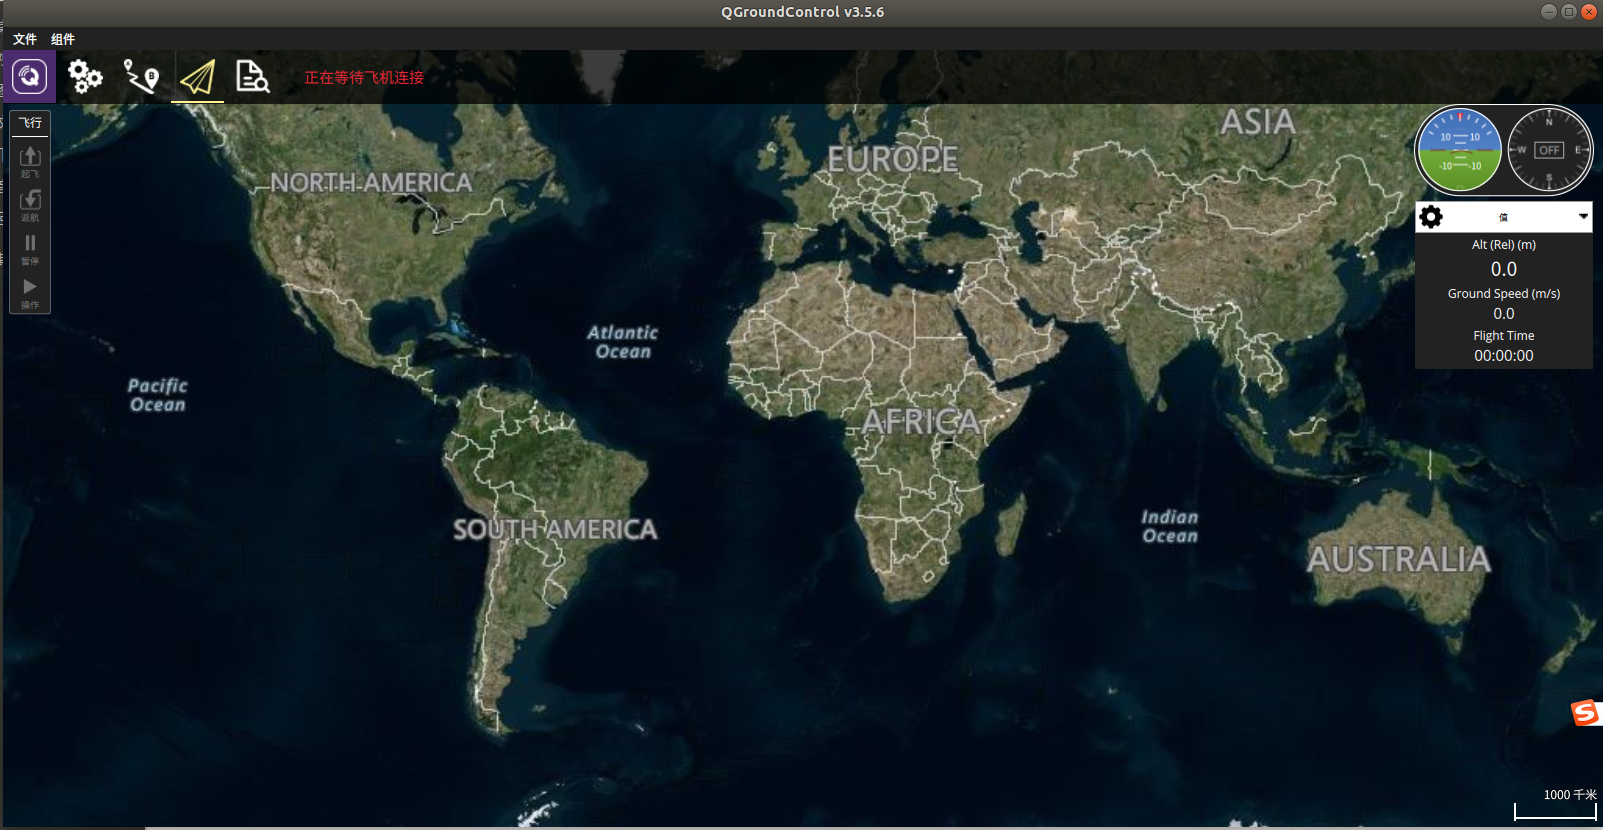 QGroundControl v3.5.6
文件 组件
正在等待飞机连接
飞行
起飞
返航
暂停
操作
NORTH AMERICA
EUROPE
ASIA
Atlantic
Ocean
Pacific
Ocean
AFRICA
SOUTH AMERICA
Indian
Ocean
AUSTRALIA
10 10
-10 -10
N
W OFF E
S
值
Alt (Rel) (m)
0.0
Ground Speed (m/s)
0.0
Flight Time
00:00:00
S
1000 千米